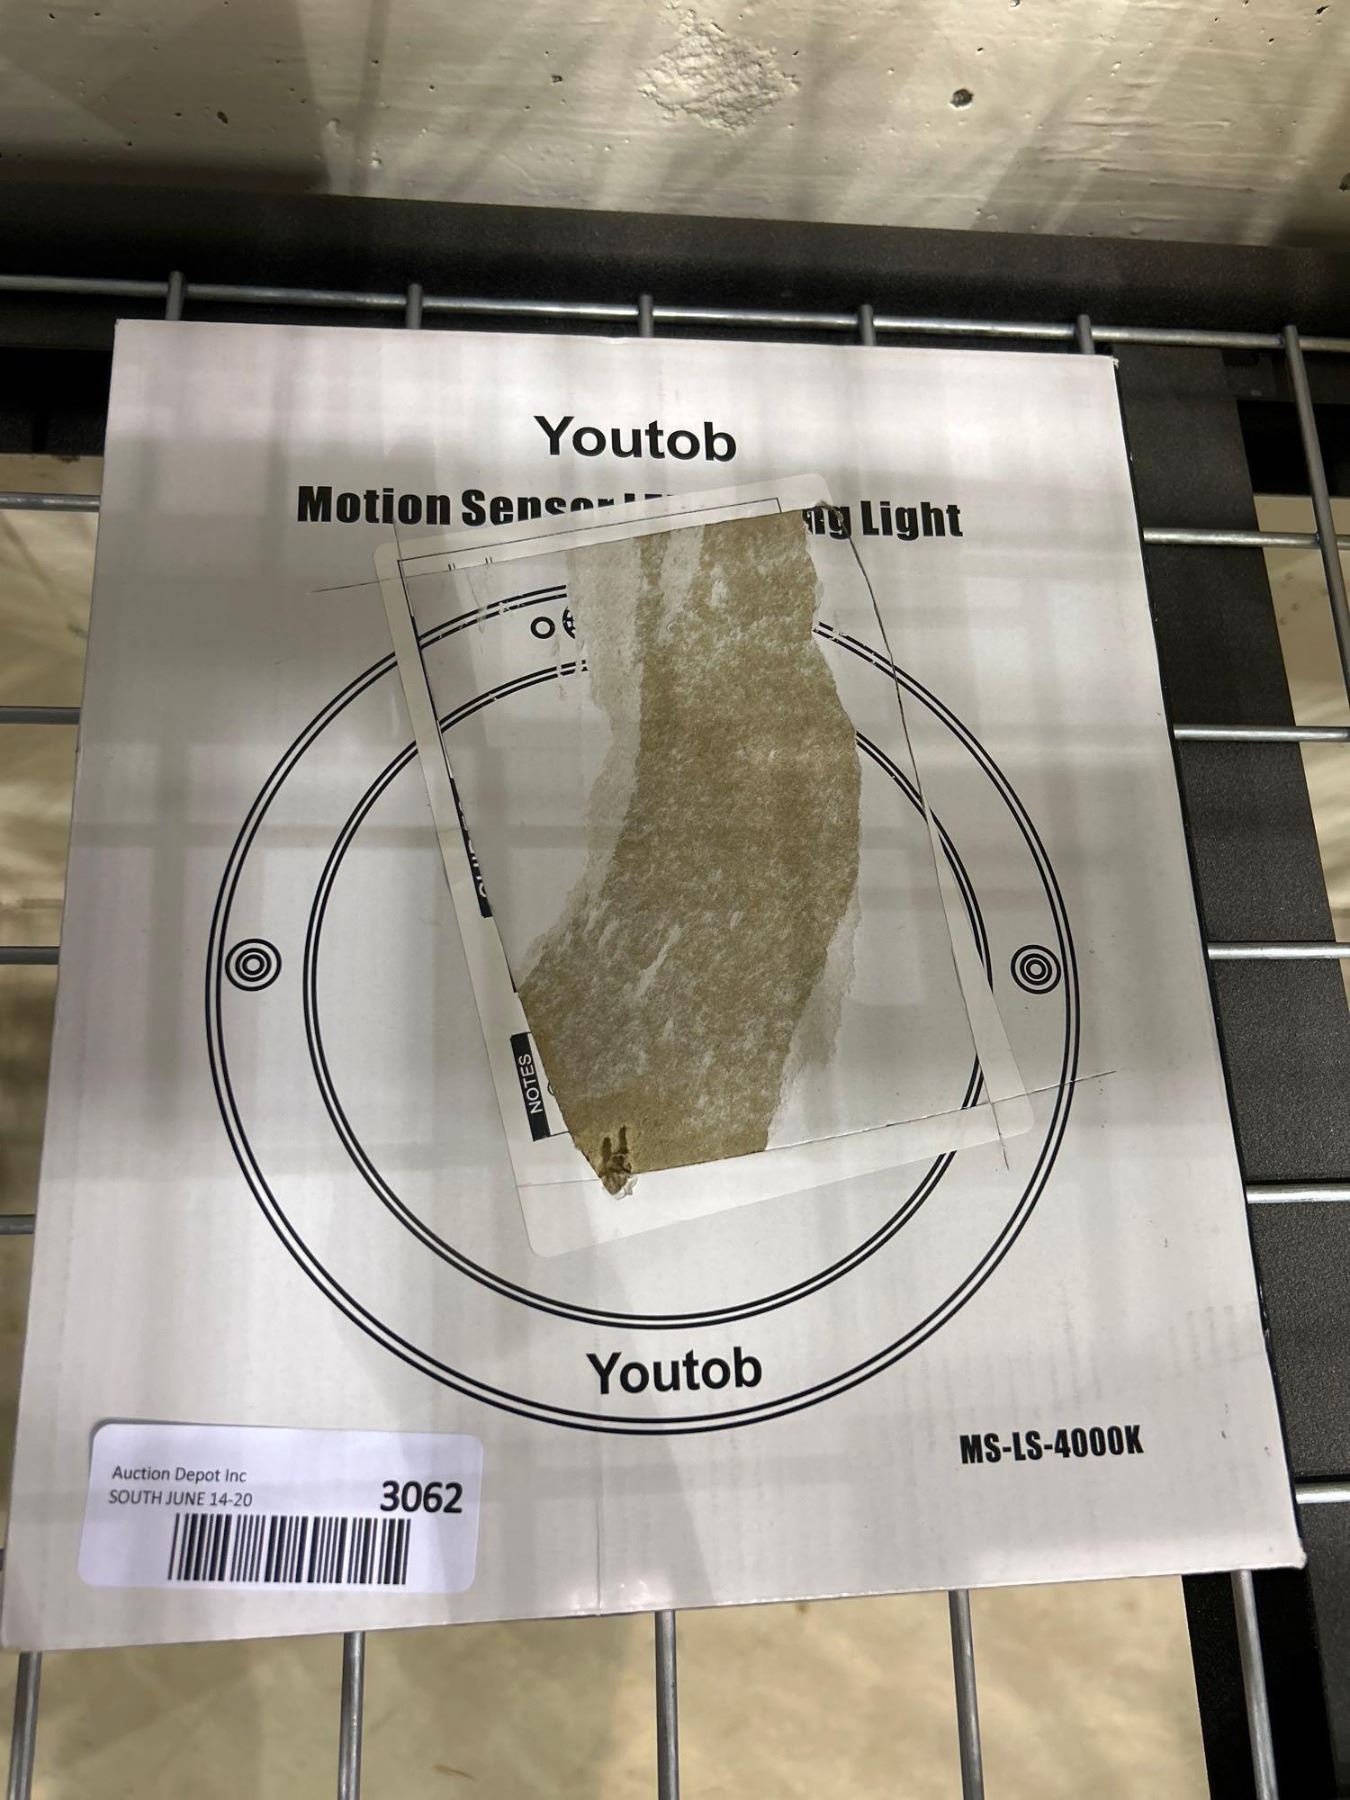 Youtob
Motion Sensor Light
NOTES
Youtob
MS-LS-4000K
Auction Depot Inc
SOUTH JUNE 14-20
3062